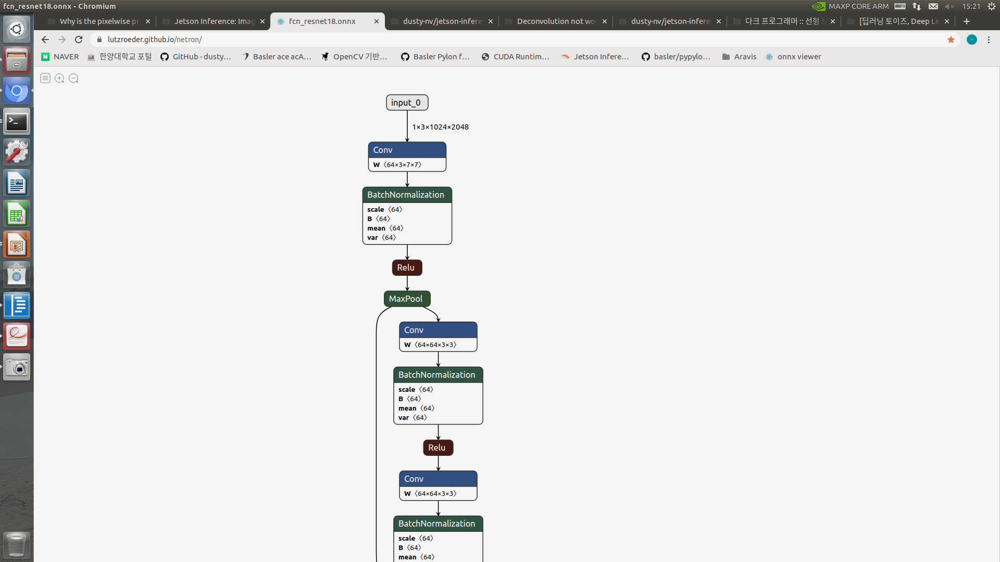 fcn_resnet18.onnx - Chromium
MAXP CORE ARM
15:21
Why is the pixelwise pr
Jetson Inference: Imag
fcn_resnet18.onnx
dusty-nv/jetson-infere
Deconvolution not wor
dusty-nv/jetson-infere
다크 프로그래머 :: 선형
[딥러닝 토이즈, Deep Le
lutzroeder.github.io/netron/
NAVER
한양대학교 포털
GitHub - dusty...
Basler ace acA...
OpenCV 기반...
Basler Pylon f...
CUDA Runtim...
Jetson Infere...
basler/pypylo...
Aravis
onnx viewer
input_0
1×3×1024×2048
Conv
W〈64×3×7×7〉
BatchNormalization
scale〈64〉
B〈64〉
mean〈64〉
var〈64〉
Relu
MaxPool
Conv
W〈64×64×3×3〉
BatchNormalization
scale〈64〉
B〈64〉
mean〈64〉
var〈64〉
Relu
Conv
W〈64×64×3×3〉
BatchNormalization
scale〈64〉
B〈64〉
mean〈64〉